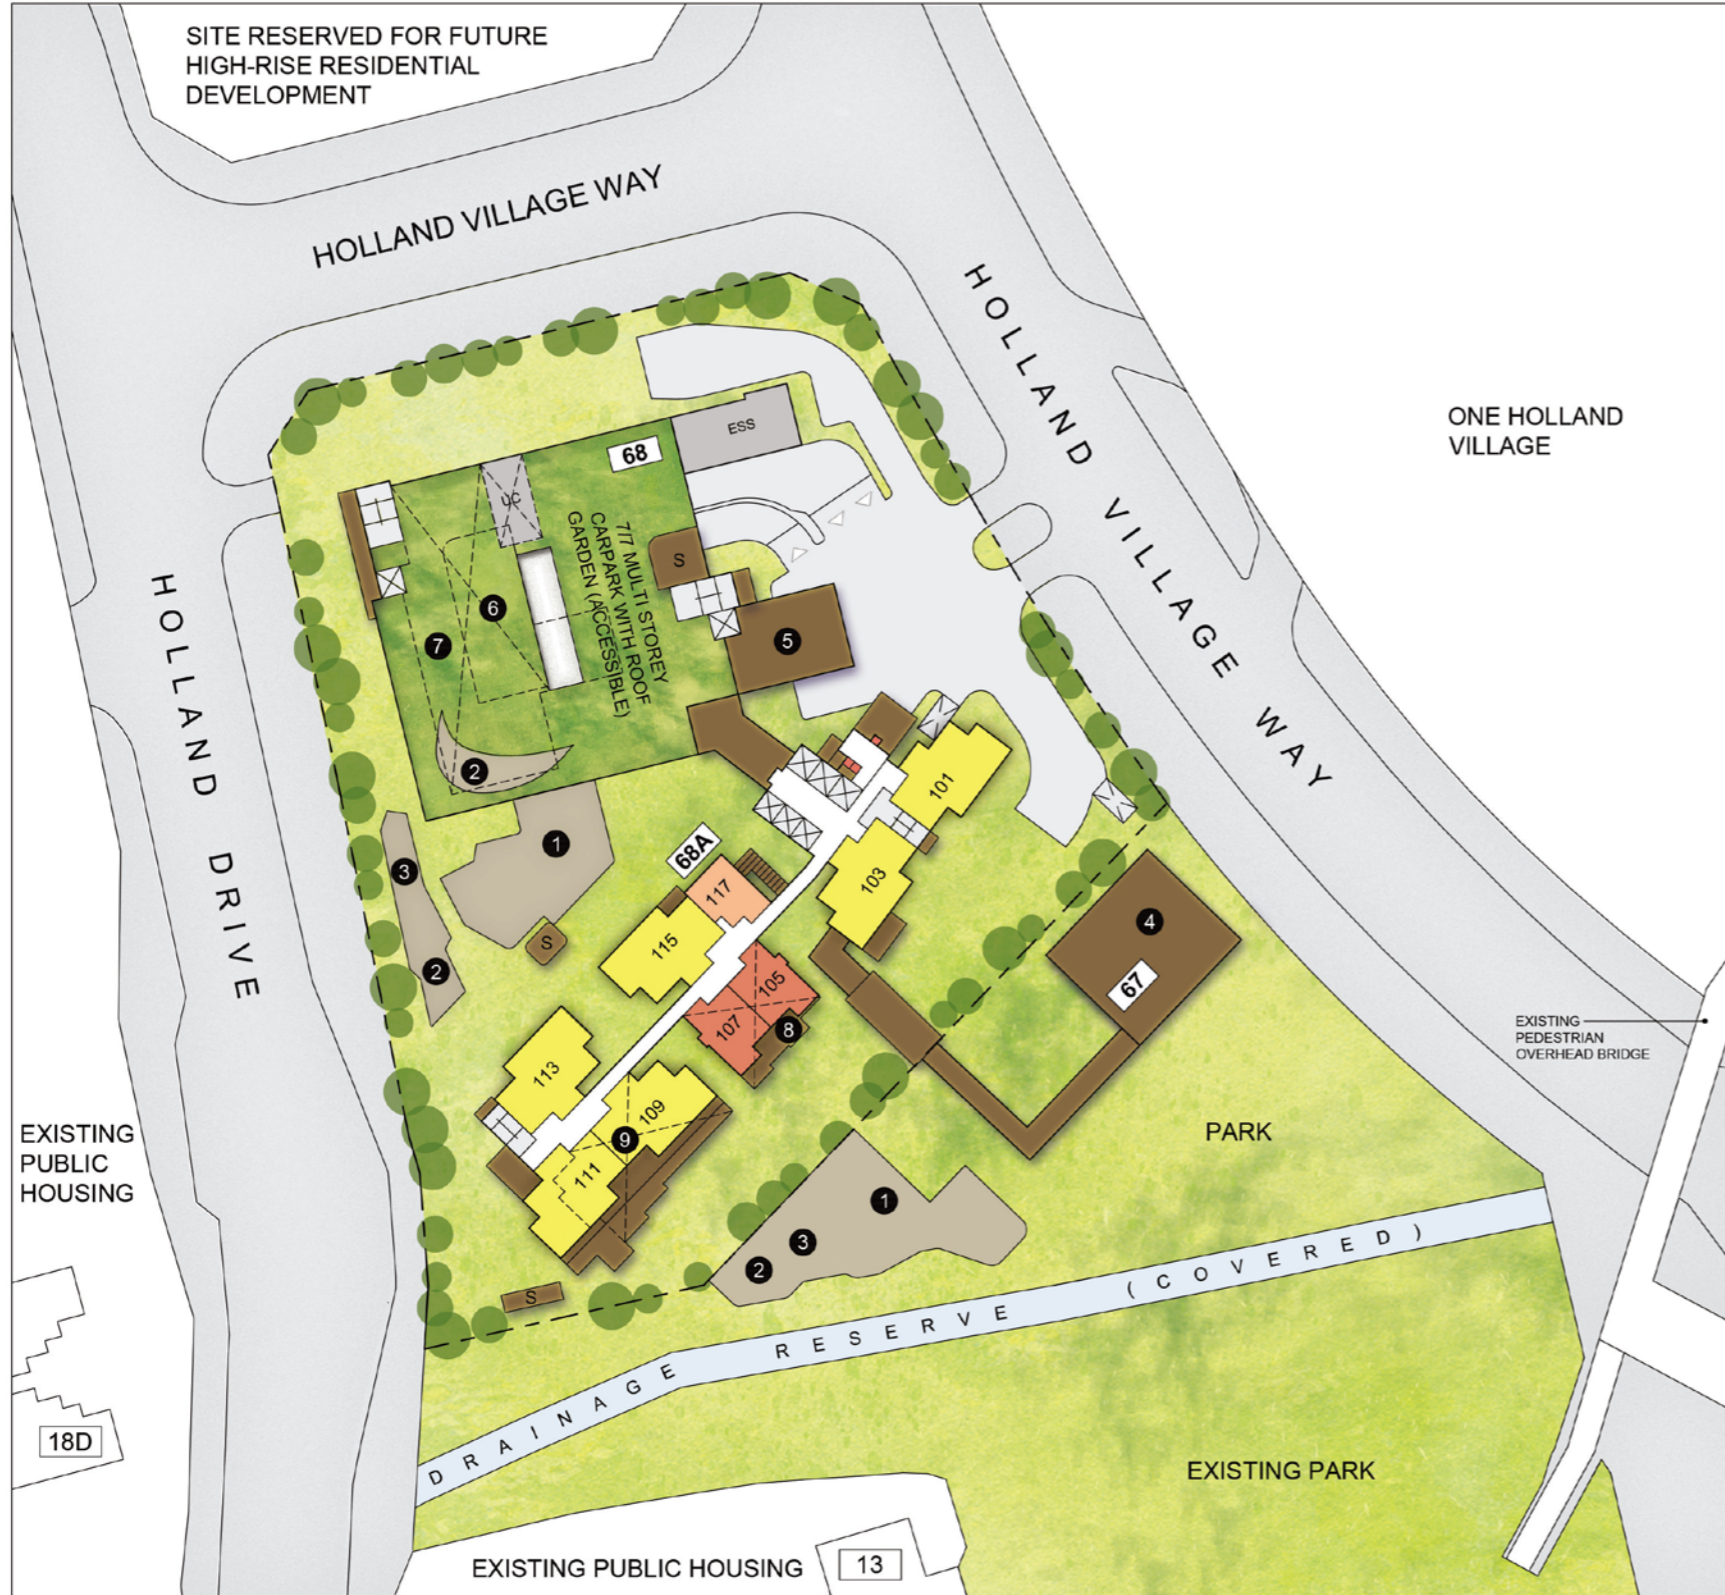 SITE RESERVED FOR FUTURE
HIGH-RISE RESIDENTIAL
DEVELOPMENT
HOLLAND VILLAGE WAY
HOLLAND VILLAGE WAY
ONE HOLLAND
VILLAGE
ESS
68
UC
7/7 MULTI STOREY
CARPARK WITH ROOF
GARDEN (ACCESSIBLE)
S
6
7
5
2
HOLLAND DRIVE
101
1
3
68A
103
117
4
115
S
2
67
105
107
8
EXISTING
PEDESTRIAN
OVERHEAD BRIDGE
113
109
9
111
EXISTING
PUBLIC
HOUSING
PARK
1
3
2
S
DRAINAGE RESERVE (COVERED)
18D
EXISTING PARK
EXISTING PUBLIC HOUSING
13